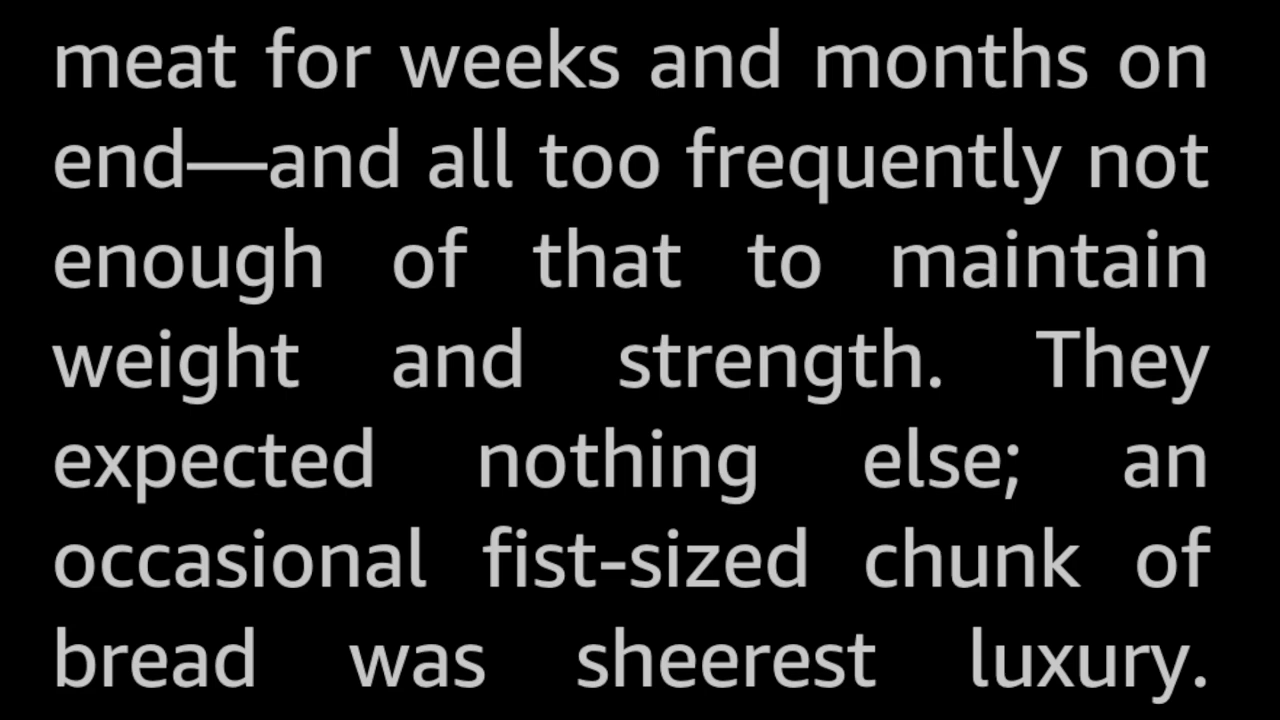 meat for weeks and months on
end—and all too frequently not
enough of that to maintain
weight and strength. They
expected nothing else; an
occasional fist-sized chunk of
bread was sheerest luxury.